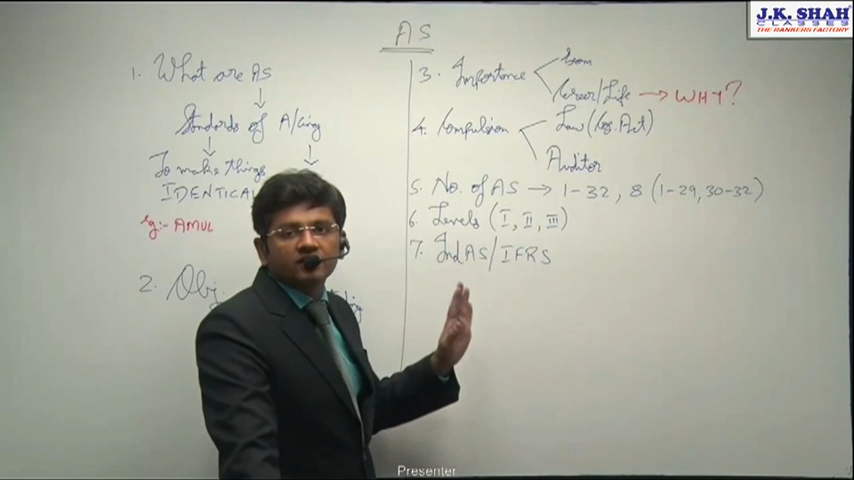 J.K. SHAH
CLASSES
THE RANKERS FACTORY
AS
1. What are AS
Standards of A/cing
To make things
IDENTICAL
Eg:- AMUL
2. Obj
3. Importance
Exam
Career/Life → WHY?
4. Compulsion
Law (Cos. Act)
Auditor
5. No. of AS → 1-32, 8 (1-29, 30-32)
6. Levels (I, II, III)
7. Ind AS/IFRS
Presenter